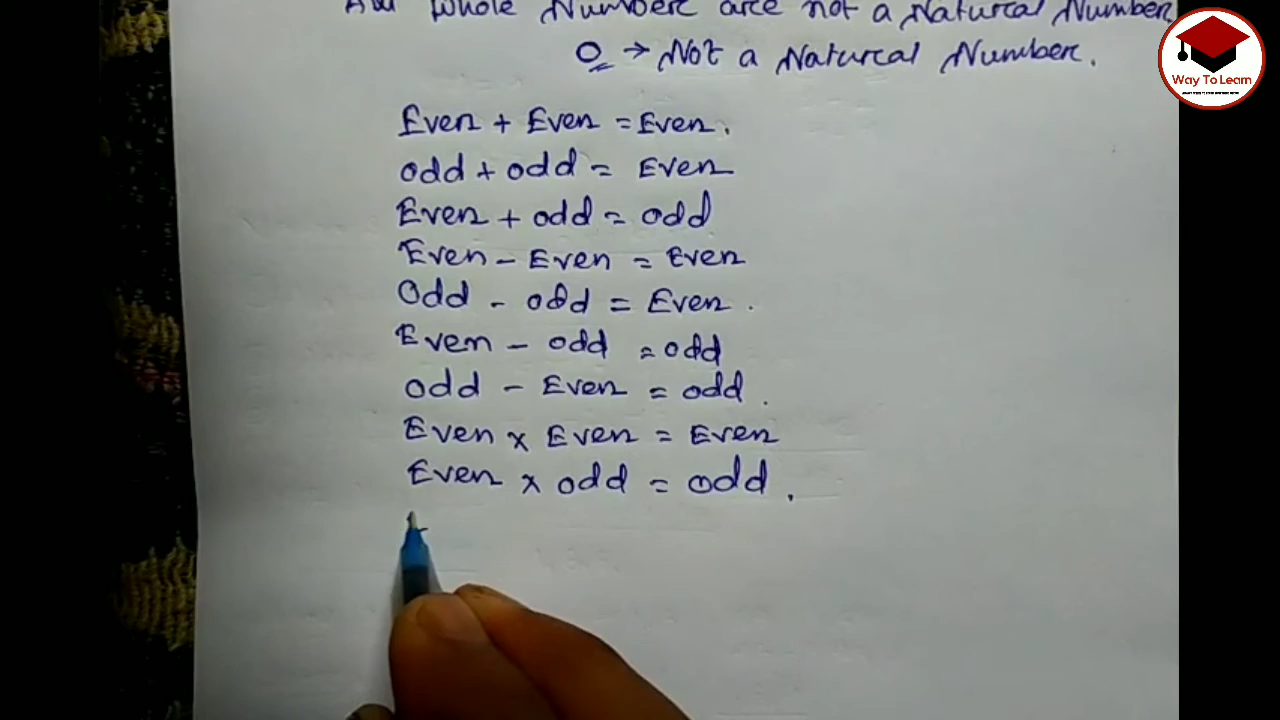 All Whole Number are not a Natural Number
0 → Not a Natural Number.
Even + Even = Even.
odd + odd = Even
Even + odd = odd
Even - Even = Even
Odd - odd = Even.
Even - odd = odd
odd - Even = odd.
Even x Even = Even
Even x odd = odd.
Way To Learn